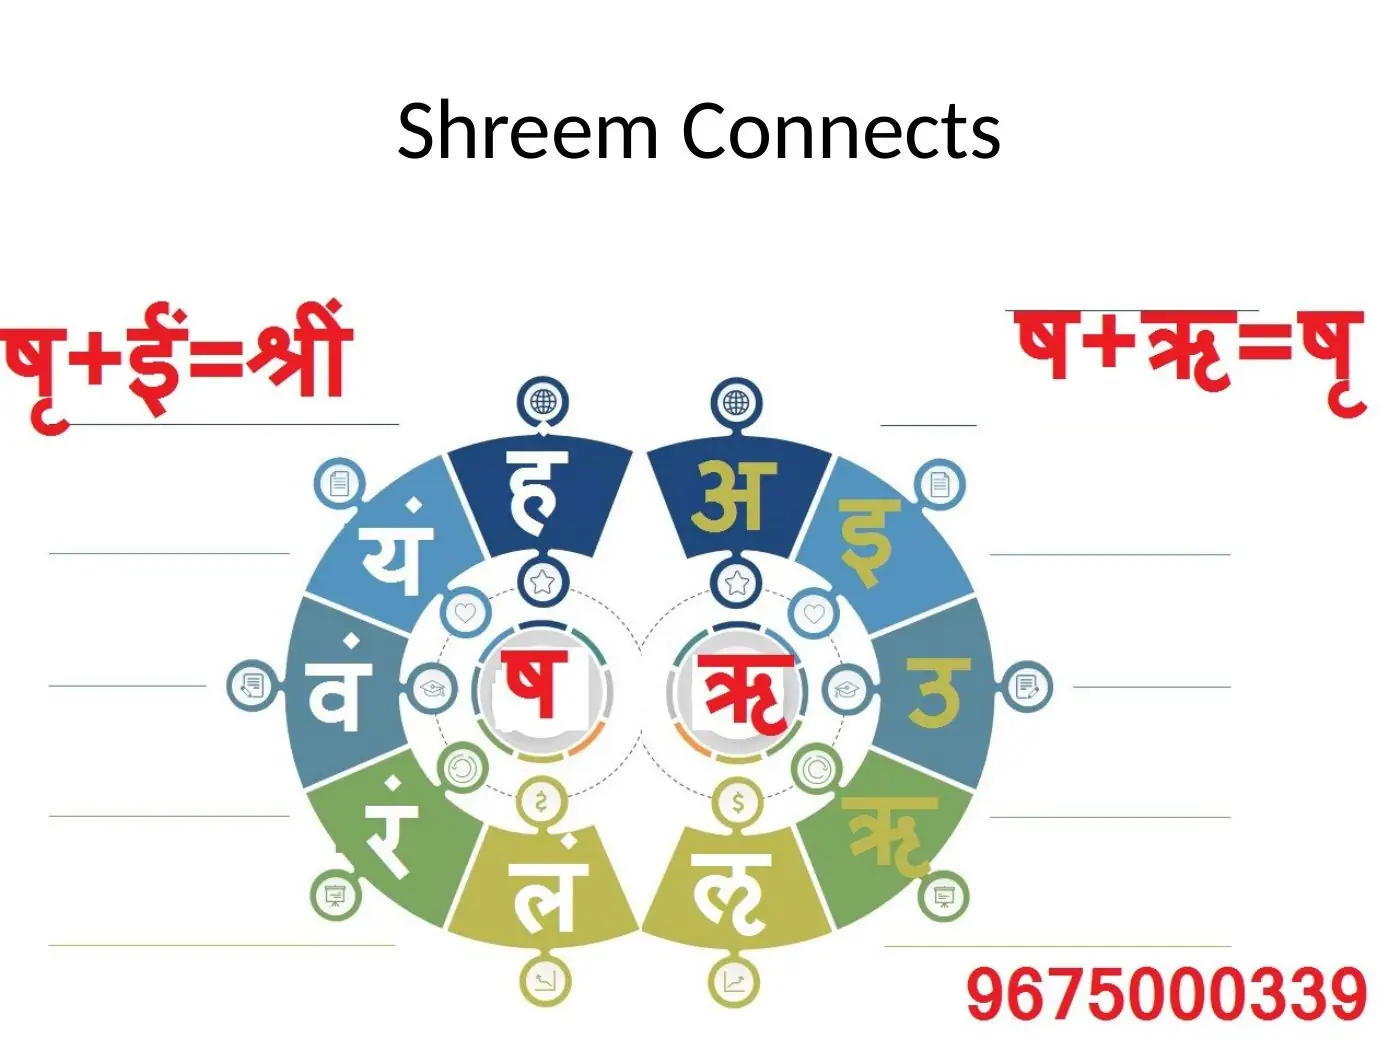 Shreem Connects
षृ+ईं=श्रीं
ष+ऋ=षृ
हं
अ
यं
इ
वं
ष
ऋ
उ
रं
ऋ
लं
ऌ
9675000339